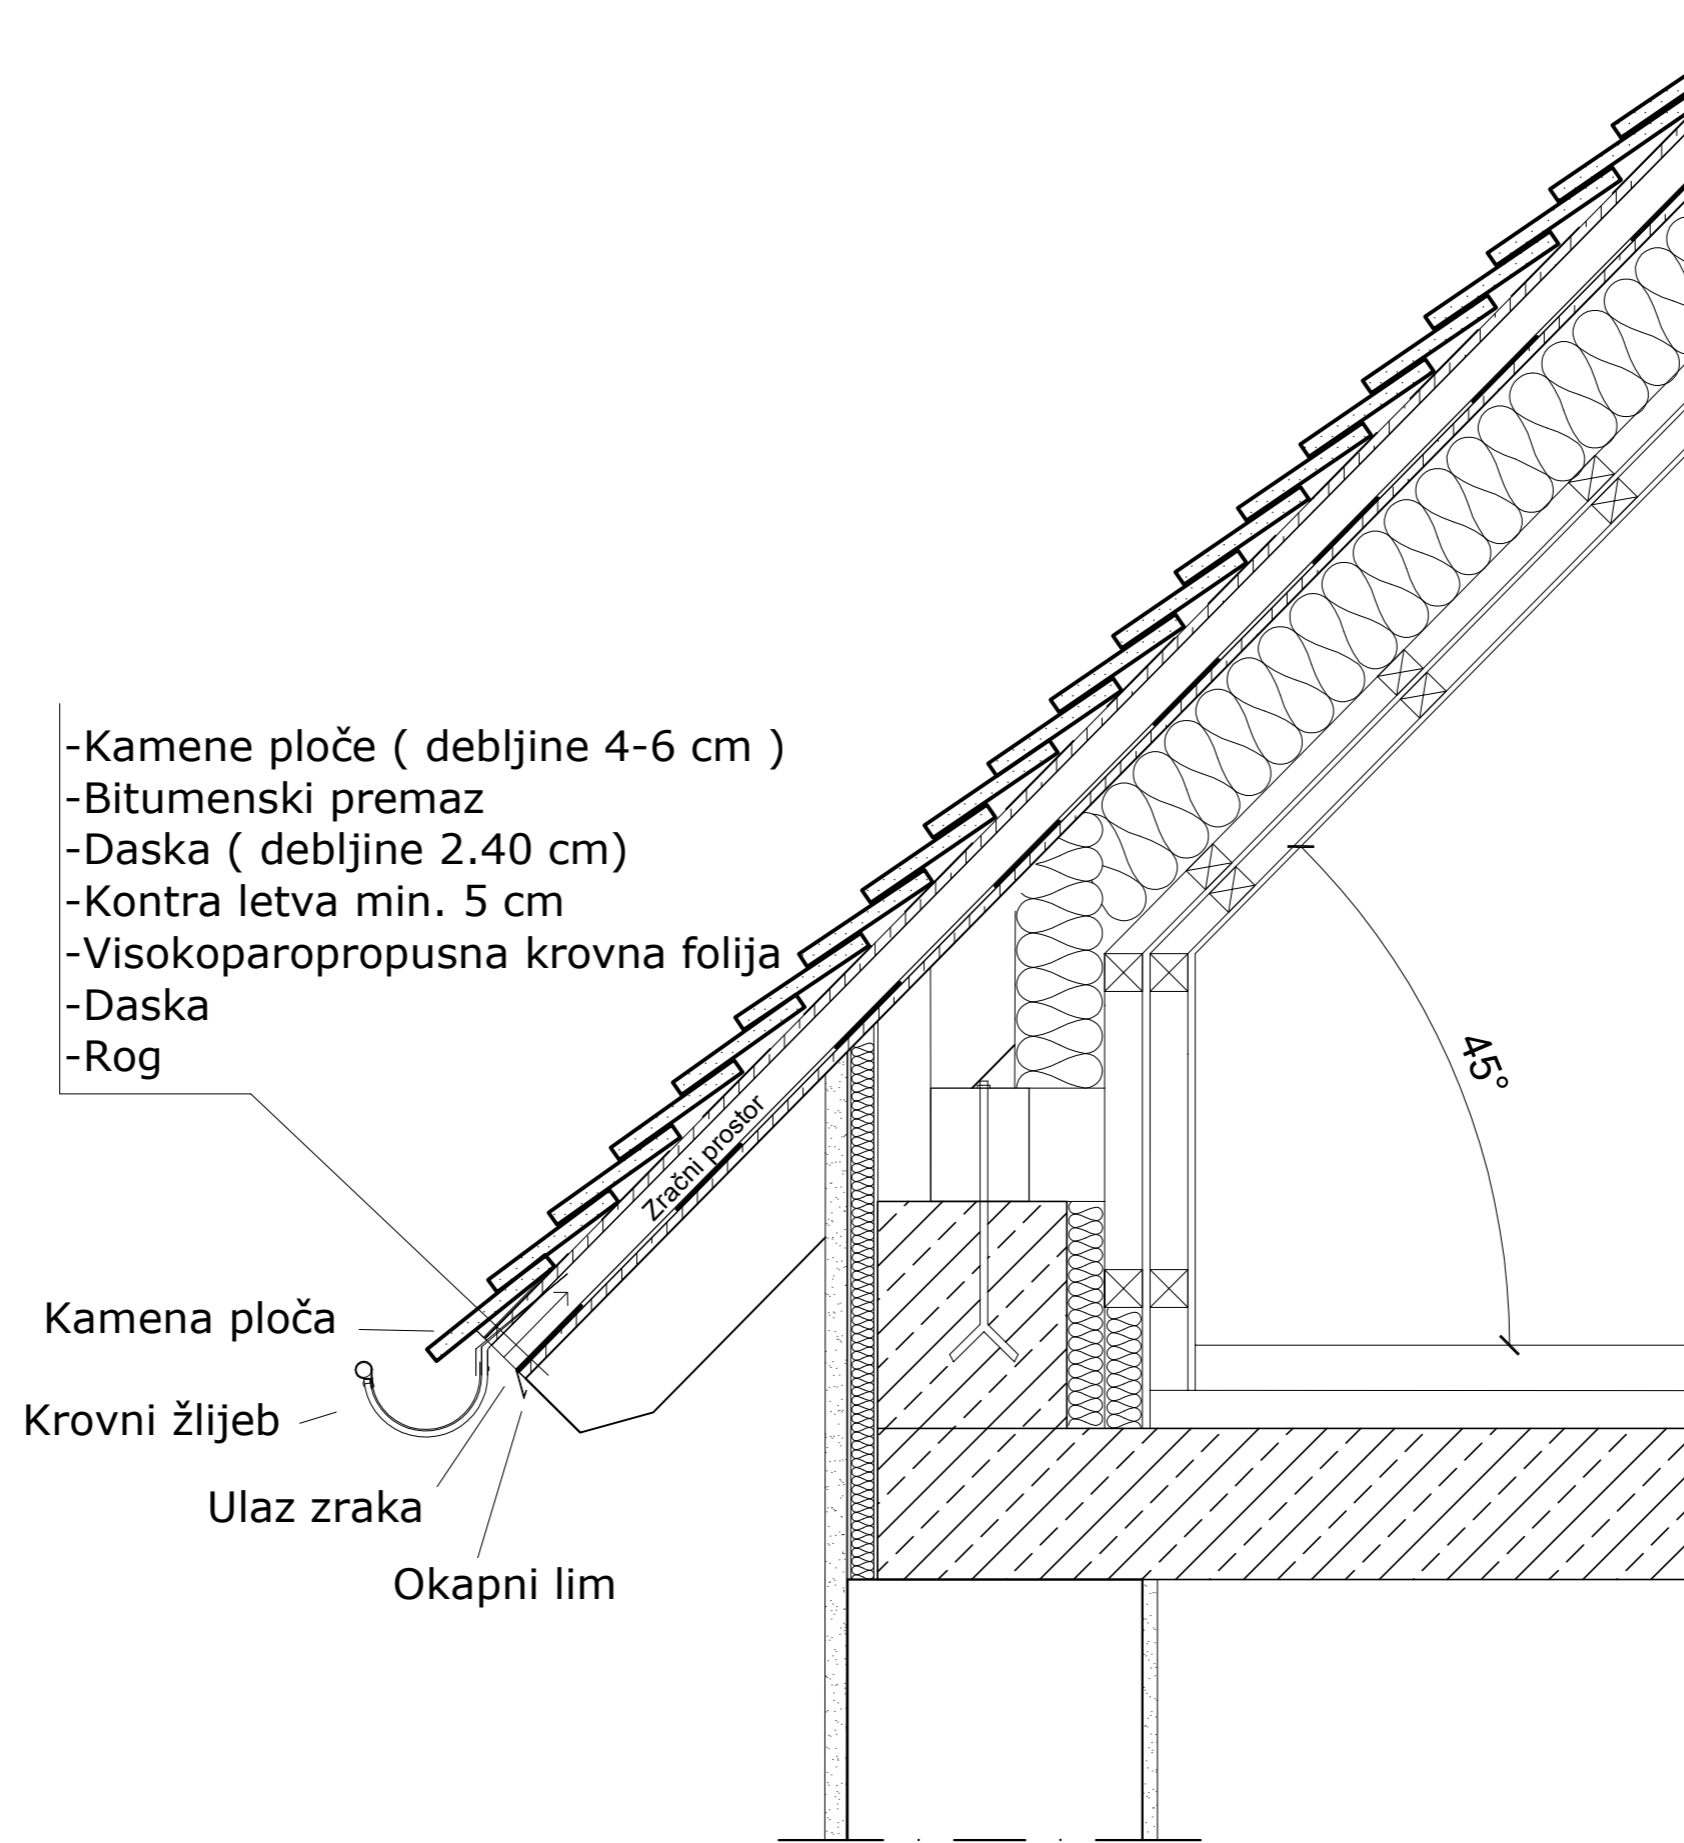 -Kamene ploče ( debljine 4-6 cm )
-Bitumenski premaz
-Daska ( debljine 2.40 cm)
-Kontra letva min. 5 cm
-Visokoparopropusna krovna folija
-Daska
-Rog
45°
Zračni prostor
Kamena ploča
Krovni žlijeb
Ulaz zraka
Okapni lim